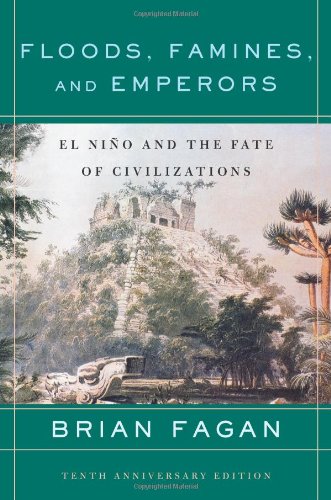 FLOODS, FAMINES,
AND EMPERORS
EL NIÑO AND THE FATE
OF CIVILIZATIONS
BRIAN FAGAN
TENTH ANNIVERSARY EDITION